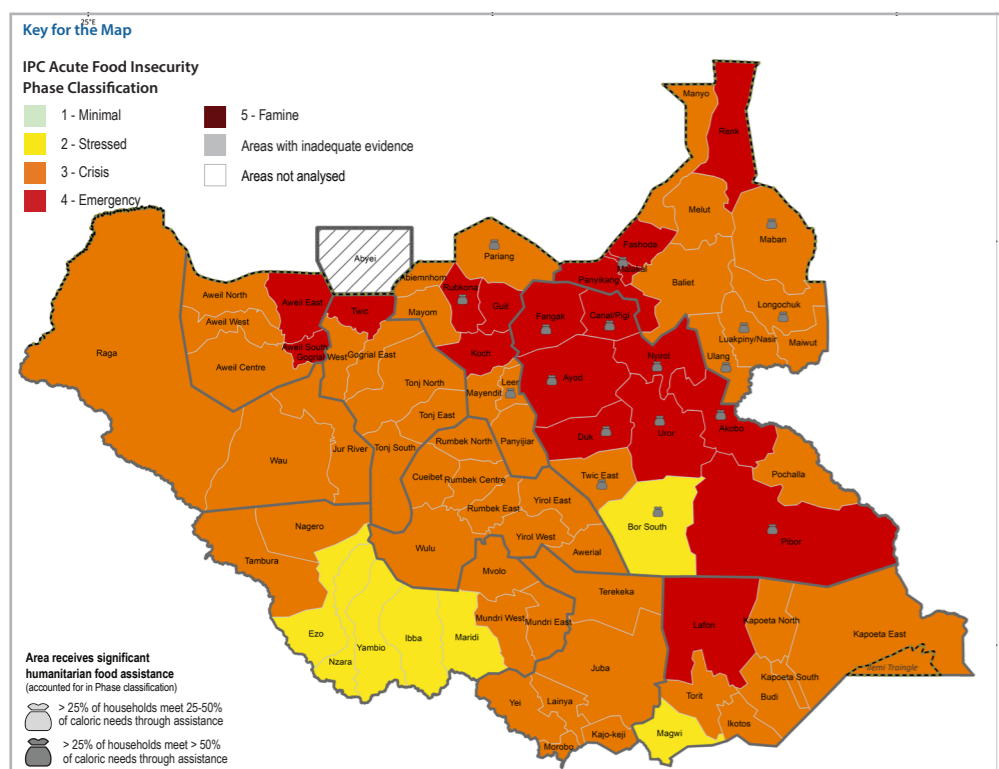 25°E
Key for the Map
IPC Acute Food Insecurity
Phase Classification
1 - Minimal
2 - Stressed
3 - Crisis
4 - Emergency
5 - Famine
Areas with inadequate evidence
Areas not analysed
Manyo
Renk
Melut
Maban
Fashoda
Malakal
Panyikang
Baliet
Longochuk
Luakpiny/Nasir
Maiwut
Ulang
Abyei
Pariang
Abiemnhom
Rubkona
Mayom
Guit
Koch
Fangak
Canal/Pigi
Nyirol
Ayod
Leer
Mayendit
Duk
Uror
Akobo
Panyijiar
Twic East
Pochalla
Bor South
Pibor
Aweil North
Aweil East
Aweil West
Aweil South
Aweil Centre
Twic
Gogrial West
Gogrial East
Raga
Tonj North
Tonj East
Tonj South
Wau
Jur River
Rumbek North
Cueibet
Rumbek Centre
Rumbek East
Yirol East
Yirol West
Awerial
Wulu
Nagero
Tambura
Ezo
Nzara
Yambio
Ibba
Maridi
Mvolo
Mundri West
Mundri East
Terekeka
Juba
Lafon
Kapoeta North
Kapoeta East
Ilemi Traingle
Kapoeta South
Budi
Torit
Ikotos
Magwi
Yei
Lainya
Morobo
Kajo-keji
Area receives significant
humanitarian food assistance
(accounted for in Phase classification)
> 25% of households meet 25-50%
of caloric needs through assistance
> 25% of households meet > 50%
of caloric needs through assistance